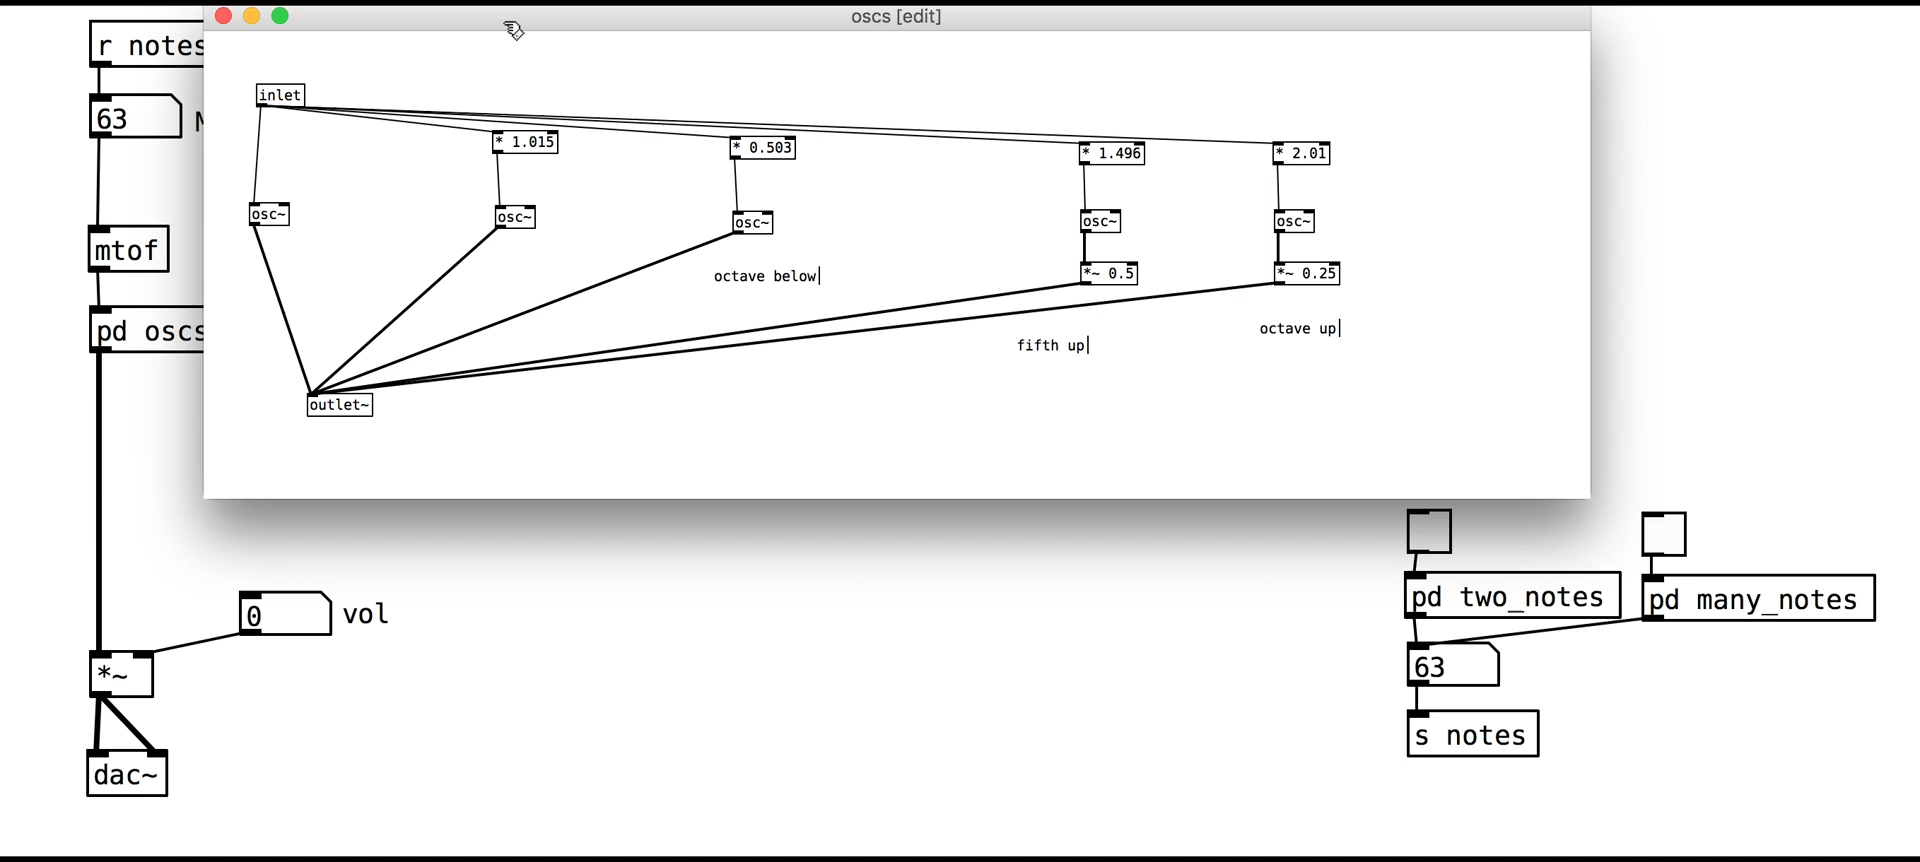 oscs [edit]
r notes
63
mtof
pd oscs
inlet
* 1.015
* 0.503
* 1.496
* 2.01
osc~
osc~
osc~
osc~
osc~
*~ 0.5
*~ 0.25
octave below
fifth up
octave up
outlet~
0
vol
*~
dac~
pd two_notes
pd many_notes
63
s notes